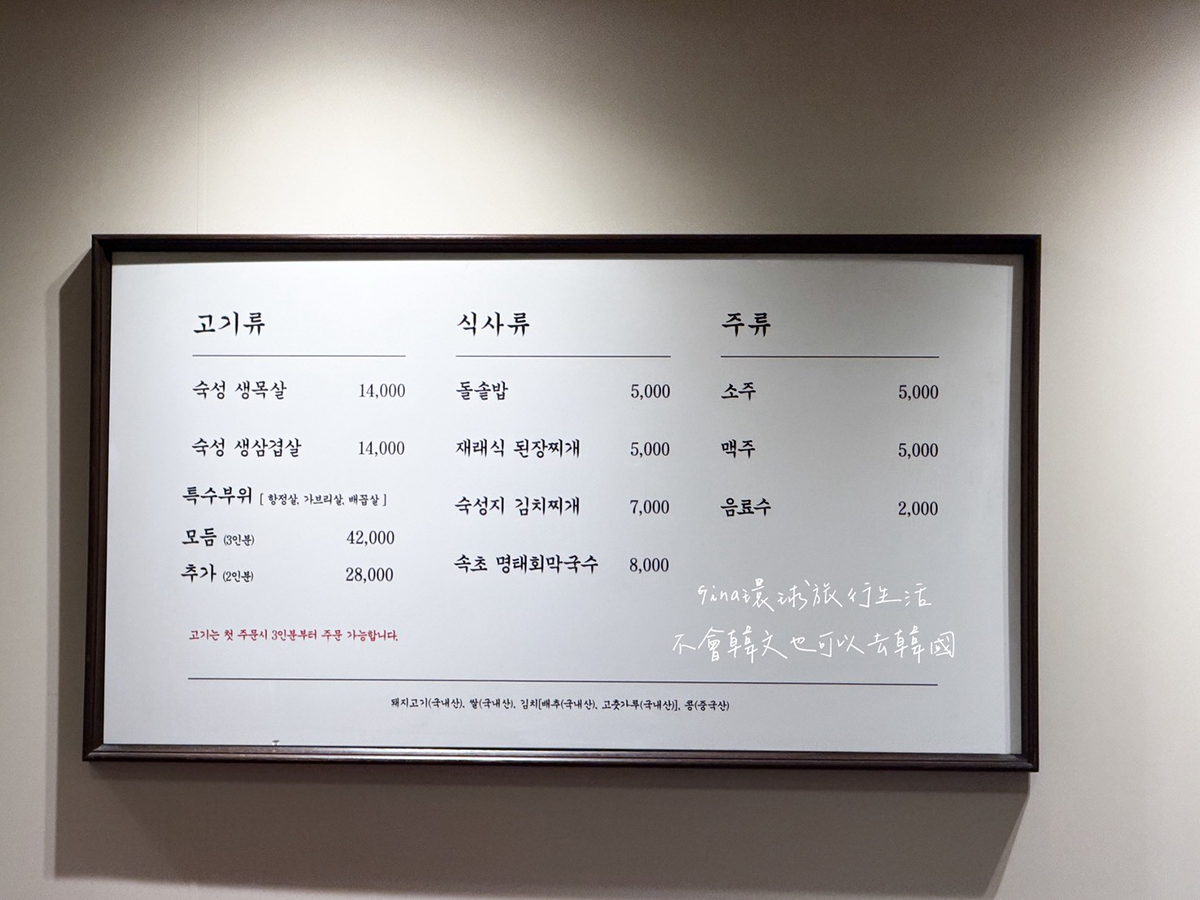 고기류
숙성 생목살 14,000
숙성 생삼겹살 14,000
특수부위 [ 항정살, 가브리살, 배꼽살 ]
모듬 (3인분) 42,000
추가 (2인분) 28,000
고기는 첫 주문시 3인분부터 주문 가능합니다.
식사류
돌솥밥 5,000
재래식 된장찌개 5,000
숙성지 김치찌개 7,000
속초 명태회막국수 8,000
주류
소주 5,000
맥주 5,000
음료수 2,000
gina環球旅行生活
不會韓文也可以去韓國
돼지고기(국내산), 쌀(국내산), 김치[배추(국내산), 고춧가루(국내산)], 콩(중국산)